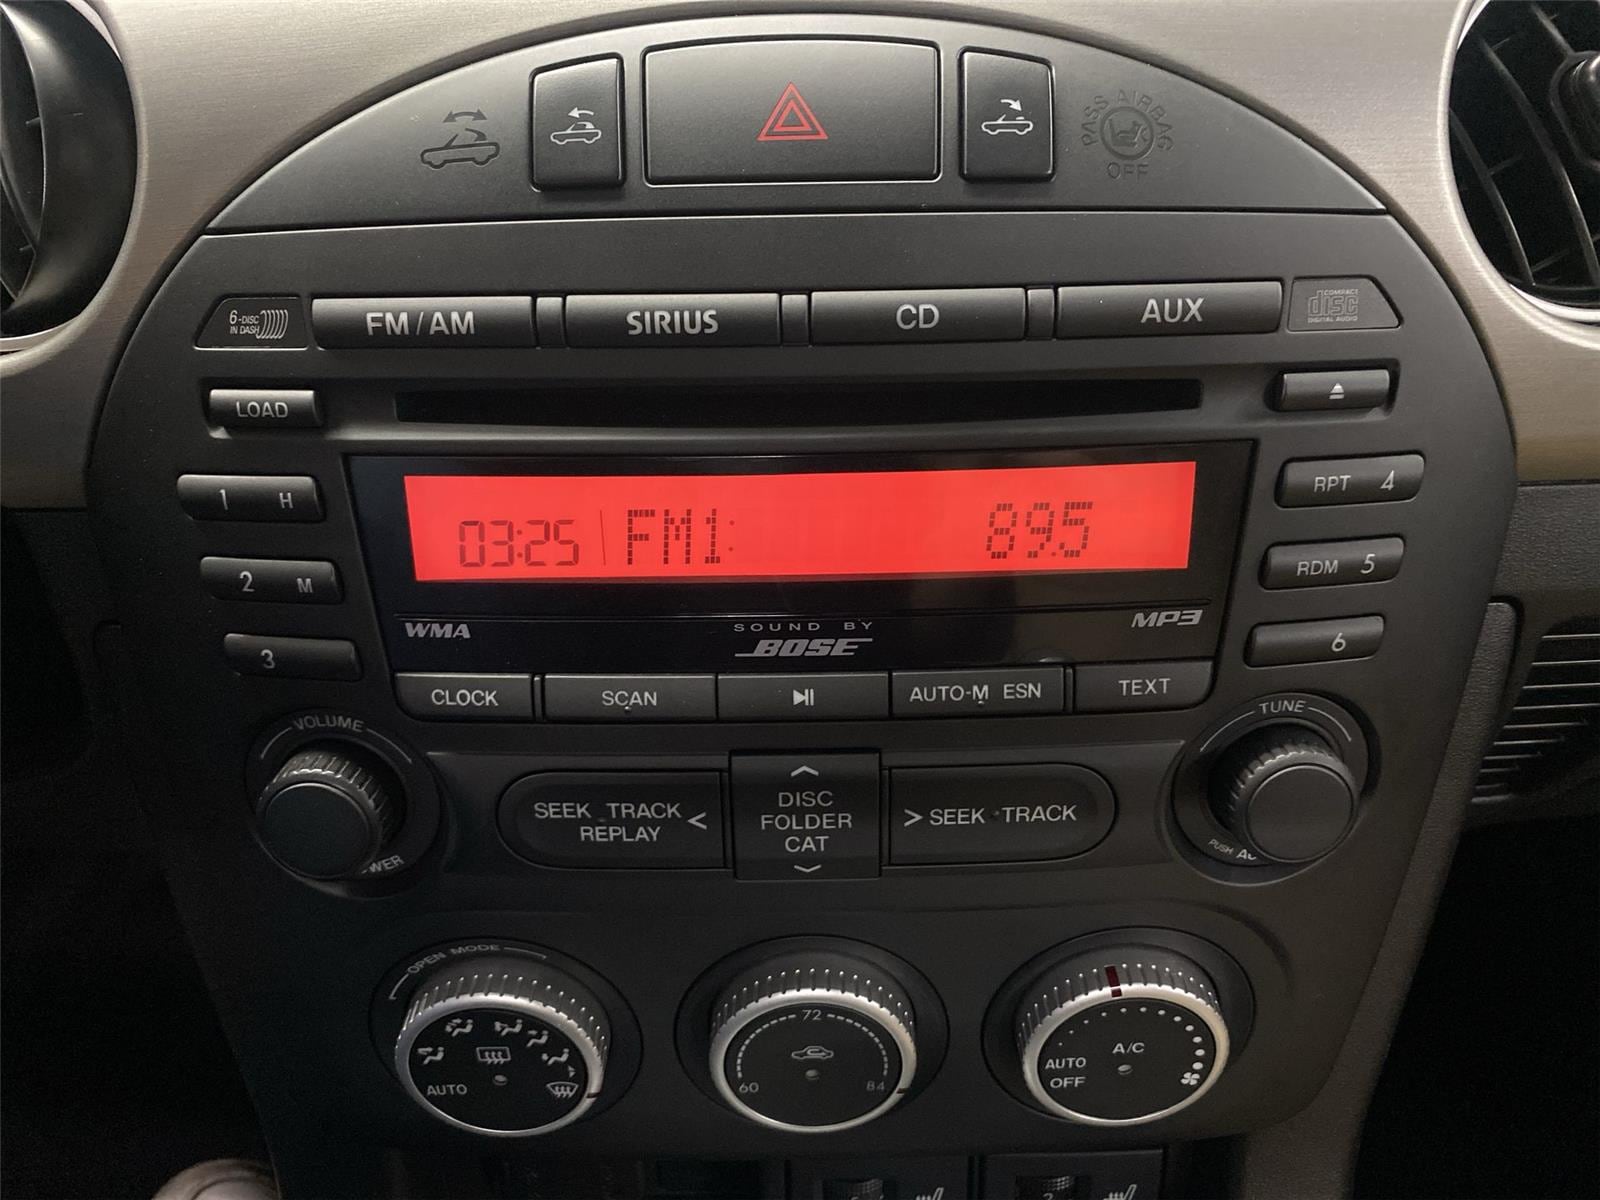 PASS AIRBAG
OFF
6-DISC
IN DASH
FM/AM
SIRIUS
CD
AUX
COMPACT
disc
DIGITAL AUDIO
LOAD
1 H
RPT 4
03:25 FM1: 89.5
2 M
RDM 5
WMA
SOUND BY
BOSE
MP3
3
6
CLOCK
SCAN
AUTO-M ESN
TEXT
VOLUME
TUNE
SEEK TRACK
REPLAY
<
DISC
FOLDER
CAT
> SEEK TRACK
PUSH
OPEN MODE
AUTO
72
60
84
A/C
AUTO
OFF